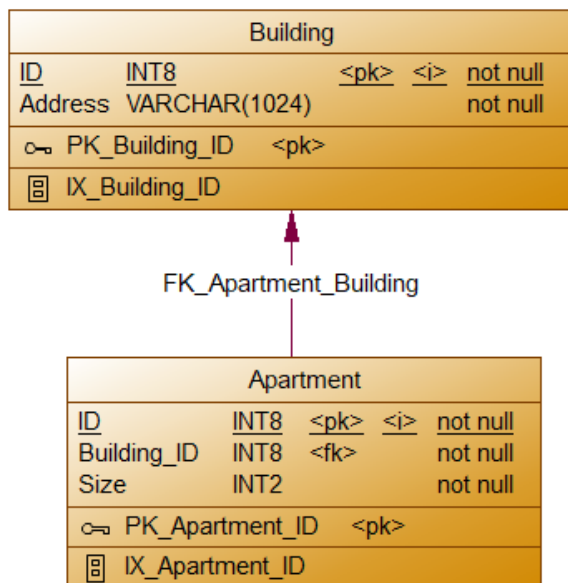 Building
ID INT8 <pk> <i> not null
Address VARCHAR(1024) not null
PK_Building_ID <pk>
IX_Building_ID
FK_Apartment_Building
Apartment
ID INT8 <pk> <i> not null
Building_ID INT8 <fk> not null
Size INT2 not null
PK_Apartment_ID <pk>
IX_Apartment_ID